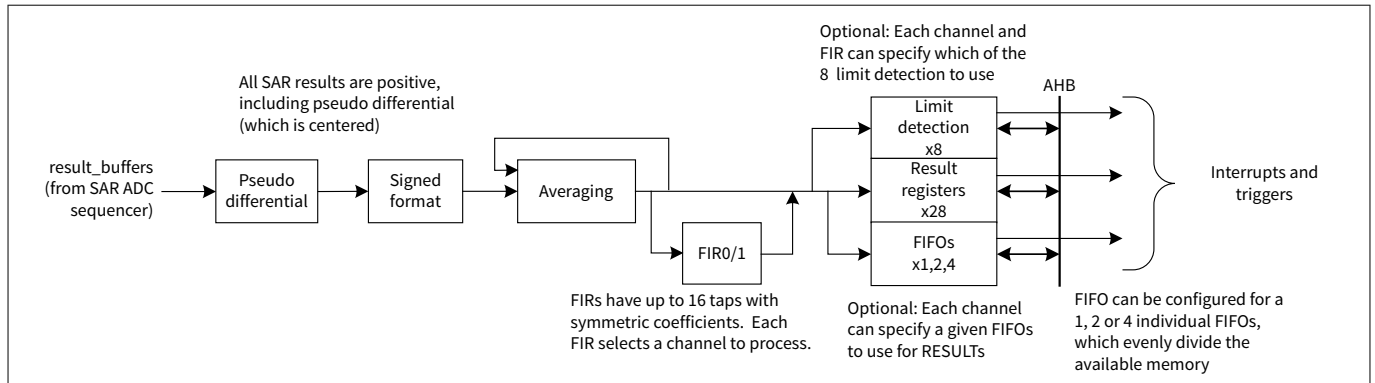 Optional: Each channel and
FIR can specify which of the
8 limit detection to use
All SAR results are positive,
including pseudo differential
(which is centered)
AHB
result_buffers
(from SAR ADC
sequencer)
Pseudo
differential
Signed
format
Averaging
FIR0/1
Limit
detection
x8
Result
registers
x28
FIFOs
x1,2,4
Interrupts and
triggers
FIRs have up to 16 taps with
symmetric coefficients. Each
FIR selects a channel to process.
Optional: Each channel
can specify a given FIFOs
to use for RESULTs
FIFO can be configured for a
1, 2 or 4 individual FIFOs,
which evenly divide the
available memory